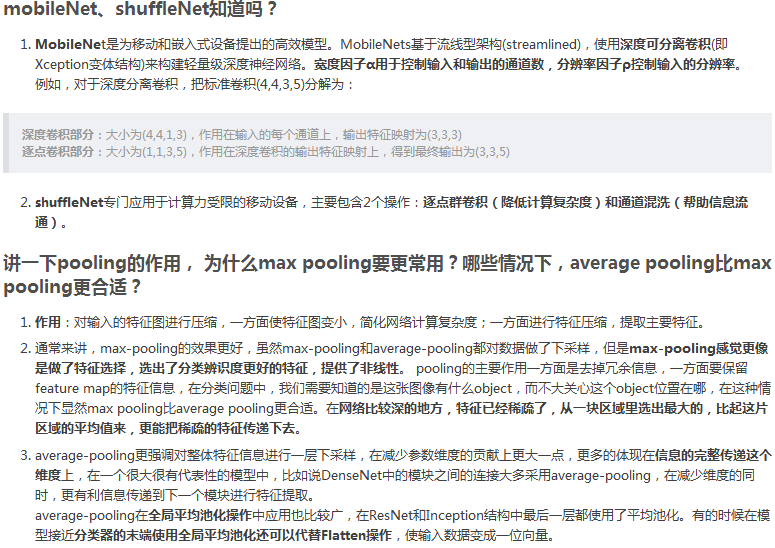 mobileNet、shuffleNet知道吗？
1. MobileNet是为移动和嵌入式设备提出的高效模型。MobileNets基于流线型架构(streamlined)，使用深度可分离卷积(即
Xception变体结构)来构建轻量级深度神经网络。宽度因子α用于控制输入和输出的通道数，分辨率因子ρ控制输入的分辨率。
例如，对于深度分离卷积，把标准卷积(4,4,3,5)分解为：
深度卷积部分：大小为(4,4,1,3)，作用在输入的每个通道上，输出特征映射为(3,3,3)
逐点卷积部分：大小为(1,1,3,5)，作用在深度卷积的输出特征映射上，得到最终输出为(3,3,5)
2. shuffleNet专门应用于计算力受限的移动设备，主要包含2个操作：逐点群卷积（降低计算复杂度）和通道混洗（帮助信息流
通）。
讲一下pooling的作用， 为什么max pooling要更常用？哪些情况下，average pooling比max
pooling更合适？
1. 作用：对输入的特征图进行压缩，一方面使特征图变小，简化网络计算复杂度；一方面进行特征压缩，提取主要特征。
2. 通常来讲，max-pooling的效果更好，虽然max-pooling和average-pooling都对数据做了下采样，但是max-pooling感觉更像
是做了特征选择，选出了分类辨识度更好的特征，提供了非线性。 pooling的主要作用一方面是去掉冗余信息，一方面要保留
feature map的特征信息，在分类问题中，我们需要知道的是这张图像有什么object，而不大关心这个object位置在哪，在这种情
况下显然max pooling比average pooling更合适。在网络比较深的地方，特征已经稀疏了，从一块区域里选出最大的，比起这片
区域的平均值来，更能把稀疏的特征传递下去。
3. average-pooling更强调对整体特征信息进行一层下采样，在减少参数维度的贡献上更大一点，更多的体现在信息的完整传递这个
维度上，在一个很大很有代表性的模型中，比如说DenseNet中的模块之间的连接大多采用average-pooling，在减少维度的同
时，更有利信息传递到下一个模块进行特征提取。
average-pooling在全局平均池化操作中应用也比较广，在ResNet和Inception结构中最后一层都使用了平均池化。有的时候在模
型接近分类器的末端使用全局平均池化还可以代替Flatten操作，使输入数据变成一位向量。